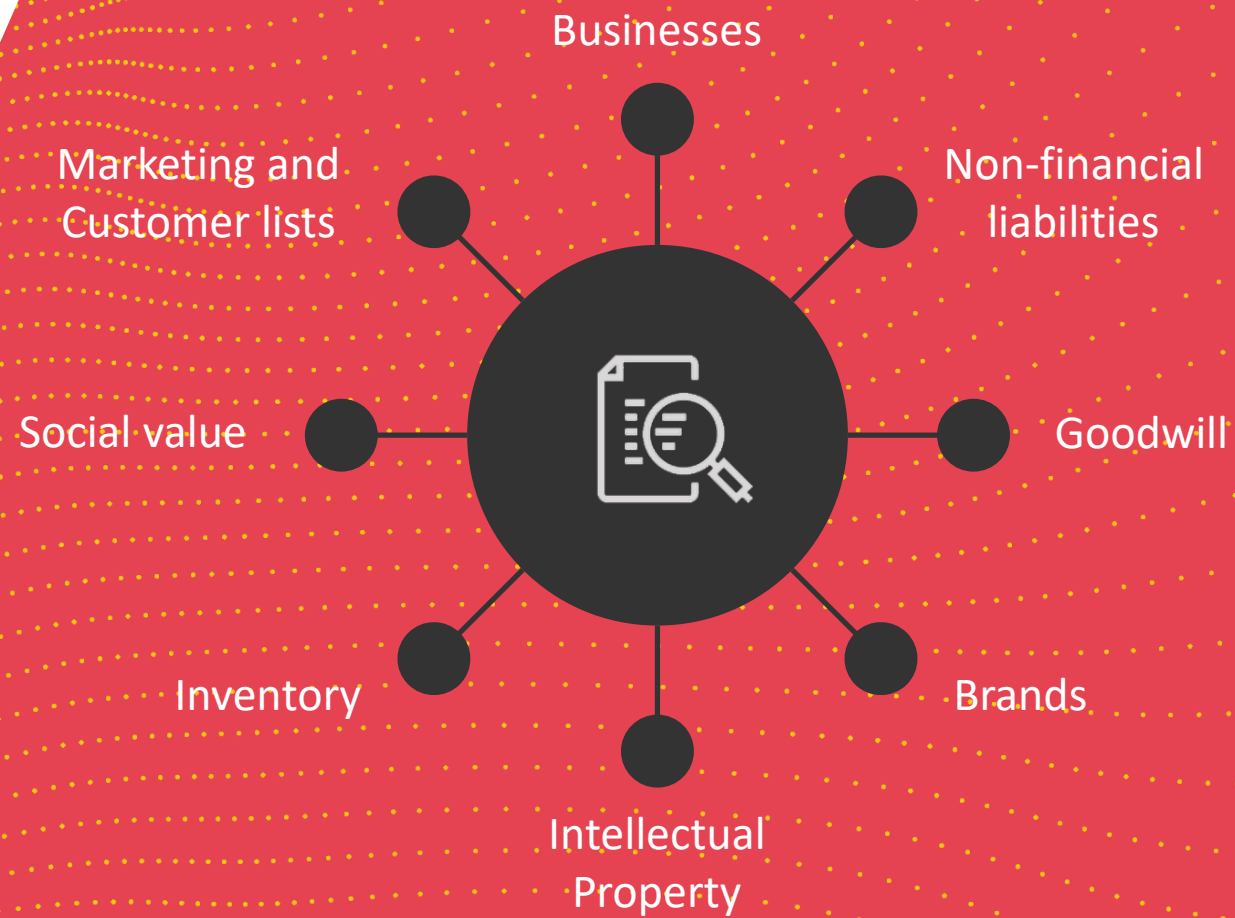 Businesses
Marketing and
Customer lists
Non-financial
liabilities
Social value
Goodwill
Inventory
Brands
Intellectual
Property